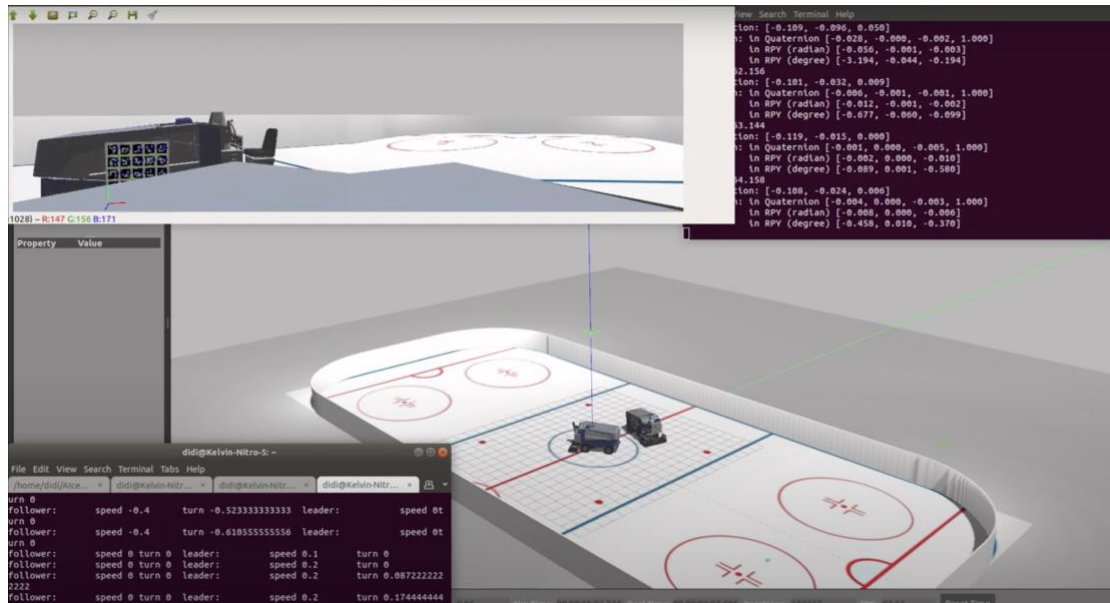 View Search Terminal Help
tion: [-0.109, -0.096, 0.050]
n: in Quaternion [-0.028, -0.000, -0.002, 1.000]
in RPY (radian) [-0.056, -0.001, -0.003]
in RPY (degree) [-3.194, -0.044, -0.194]
62.156
tion: [-0.101, -0.032, 0.009]
n: in Quaternion [-0.006, -0.001, -0.001, 1.000]
in RPY (radian) [-0.012, -0.001, -0.002]
in RPY (degree) [-0.677, -0.060, -0.099]
63.144
tion: [-0.119, -0.015, 0.000]
n: in Quaternion [-0.001, 0.000, -0.005, 1.000]
in RPY (radian) [-0.002, 0.000, -0.010]
in RPY (degree) [-0.089, 0.001, -0.580]
64.158
tion: [-0.108, -0.024, 0.006]
n: in Quaternion [-0.004, 0.000, -0.003, 1.000]
in RPY (radian) [-0.008, 0.000, -0.006]
in RPY (degree) [-0.458, 0.010, -0.370]
1028) ~ R:147 G:156 B:171
Property Value
didi@Kelvin-Nitro-5: ~
File Edit View Search Terminal Tabs Help
/home/didi/AIce... × didi@Kelvin-Nitr... × didi@Kelvin-Nitr... × didi@Kelvin-Nitr... ×
urn 0
follower: speed -0.4 turn -0.523333333333 leader: speed 0t
urn 0
follower: speed -0.4 turn -0.610555555556 leader: speed 0t
urn 0
follower: speed 0 turn 0 leader: speed 0.1 turn 0
follower: speed 0 turn 0 leader: speed 0.2 turn 0
follower: speed 0 turn 0 leader: speed 0.2 turn 0.087222222
2222
follower: speed 0 turn 0 leader: speed 0.2 turn 0.174444444